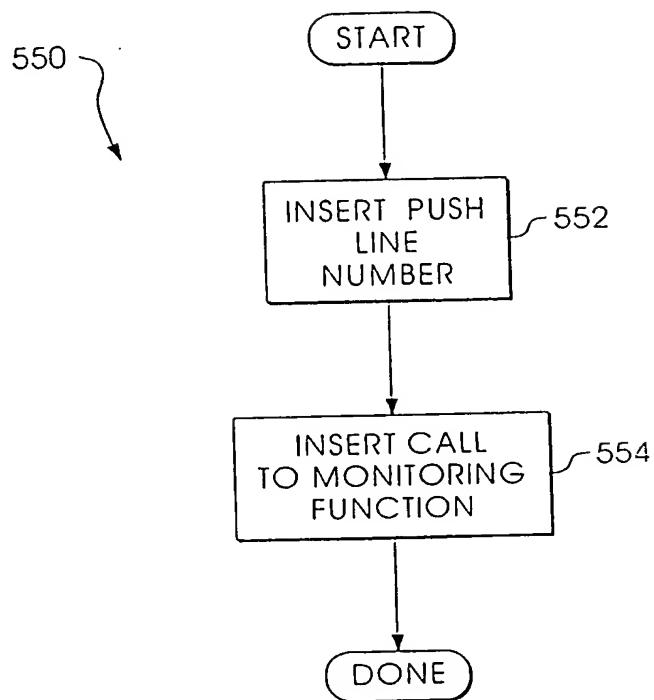 START
550
INSERT PUSH
LINE
NUMBER
552
INSERT CALL
TO MONITORING
FUNCTION
554
DONE